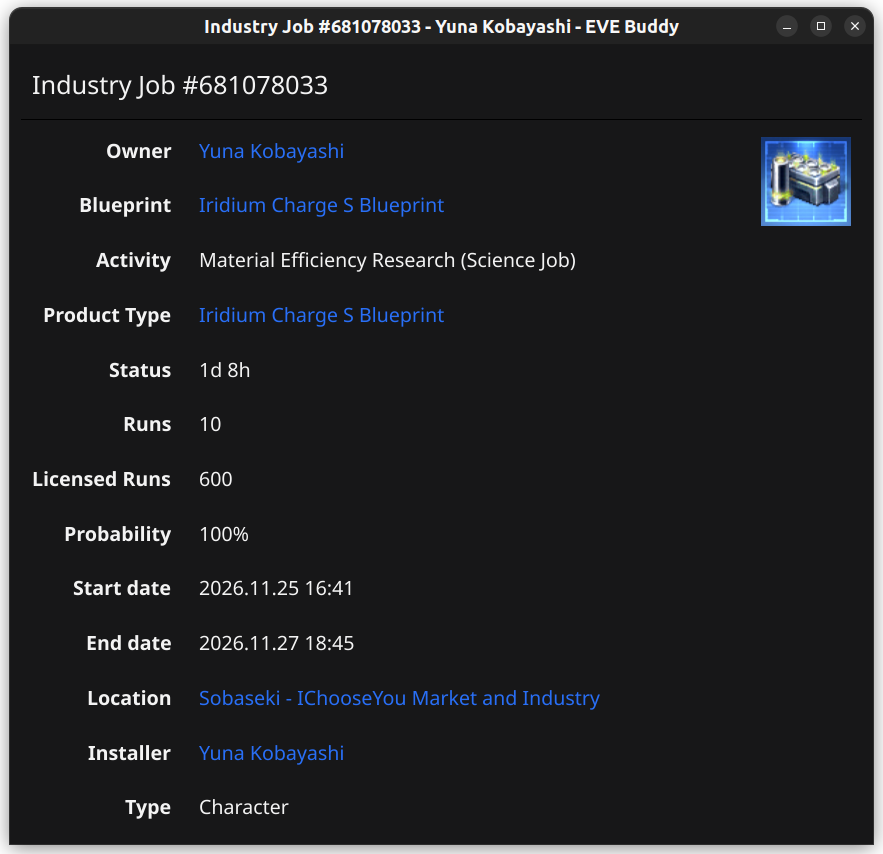 Industry Job #681078033 - Yuna Kobayashi - EVE Buddy
Industry Job #681078033
Owner Yuna Kobayashi
Blueprint Iridium Charge S Blueprint
Activity Material Efficiency Research (Science Job)
Product Type Iridium Charge S Blueprint
Status 1d 8h
Runs 10
Licensed Runs 600
Probability 100%
Start date 2026.11.25 16:41
End date 2026.11.27 18:45
Location Sobaseki - IChooseYou Market and Industry
Installer Yuna Kobayashi
Type Character